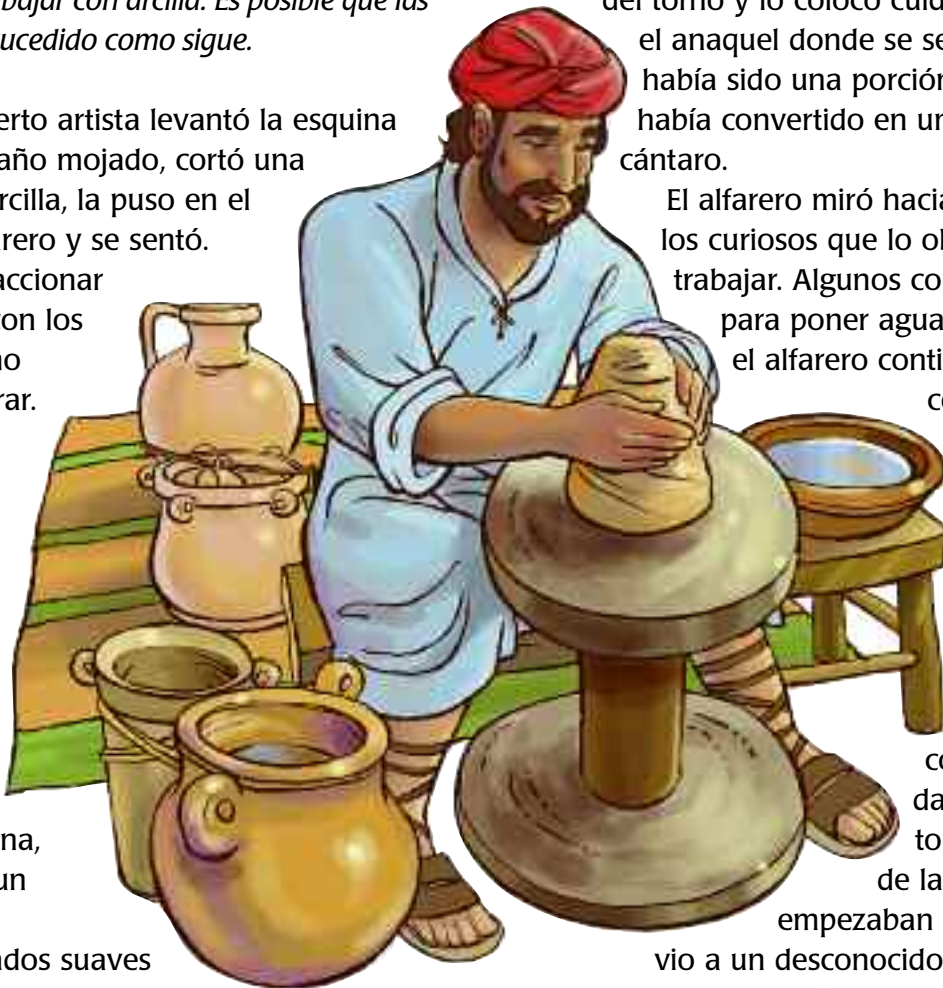 bajar con arcilla. Es posible que las
sucedido como sigue.
erto artista levantó la esquina
año mojado, cortó una
rcilla, la puso en el
rero y se sentó.
accionar
con los
no
rar.
na,
un
ados suaves
del torno y lo colocó cuid
el anaquel donde se se
había sido una porción
había convertido en un
cántaro.
El alfarero miró hacia
los curiosos que lo ob
trabajar. Algunos co
para poner agua
el alfarero conti
co
co
da
to
de la
empezaban
vio a un desconocido